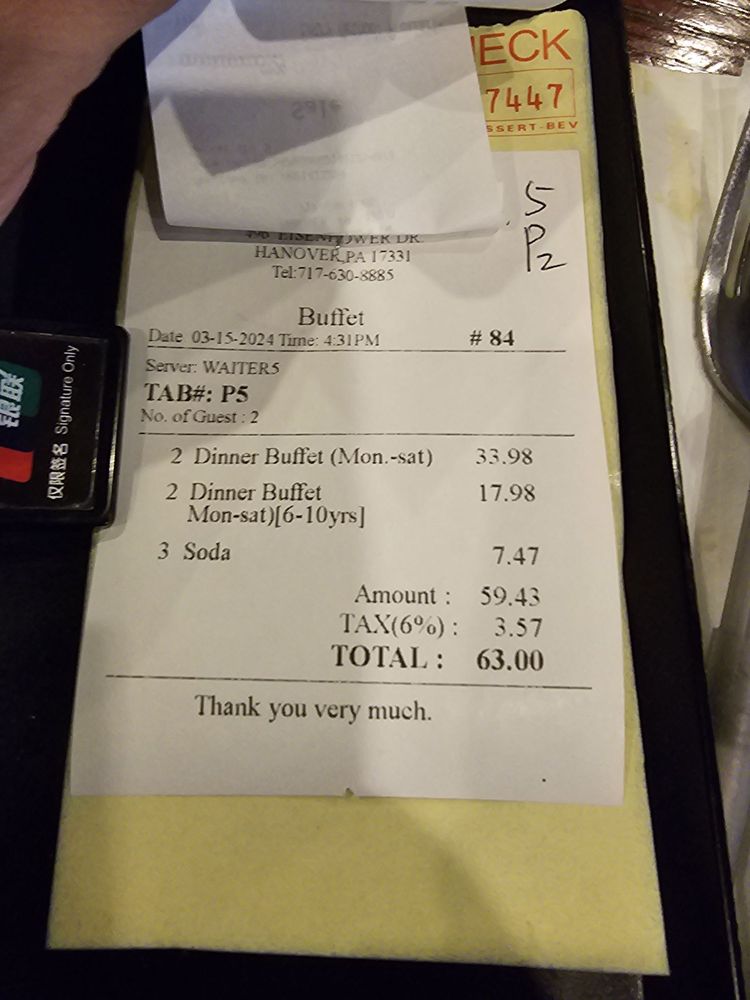 ECK
7447
SSERT-BEV
5
P2
EISENHOWER DR.
HANOVER,PA 17331
Tel:717-630-8885
Buffet
Date 03-15-2024 Time: 4:31PM # 84
Server: WAITER5
TAB#: P5
No. of Guest : 2
2 Dinner Buffet (Mon.-sat) 33.98
2 Dinner Buffet 17.98
Mon-sat)[6-10yrs]
3 Soda 7.47
Amount : 59.43
TAX(6%) : 3.57
TOTAL : 63.00
Thank you very much.
银联
仅限签名 Signature Only